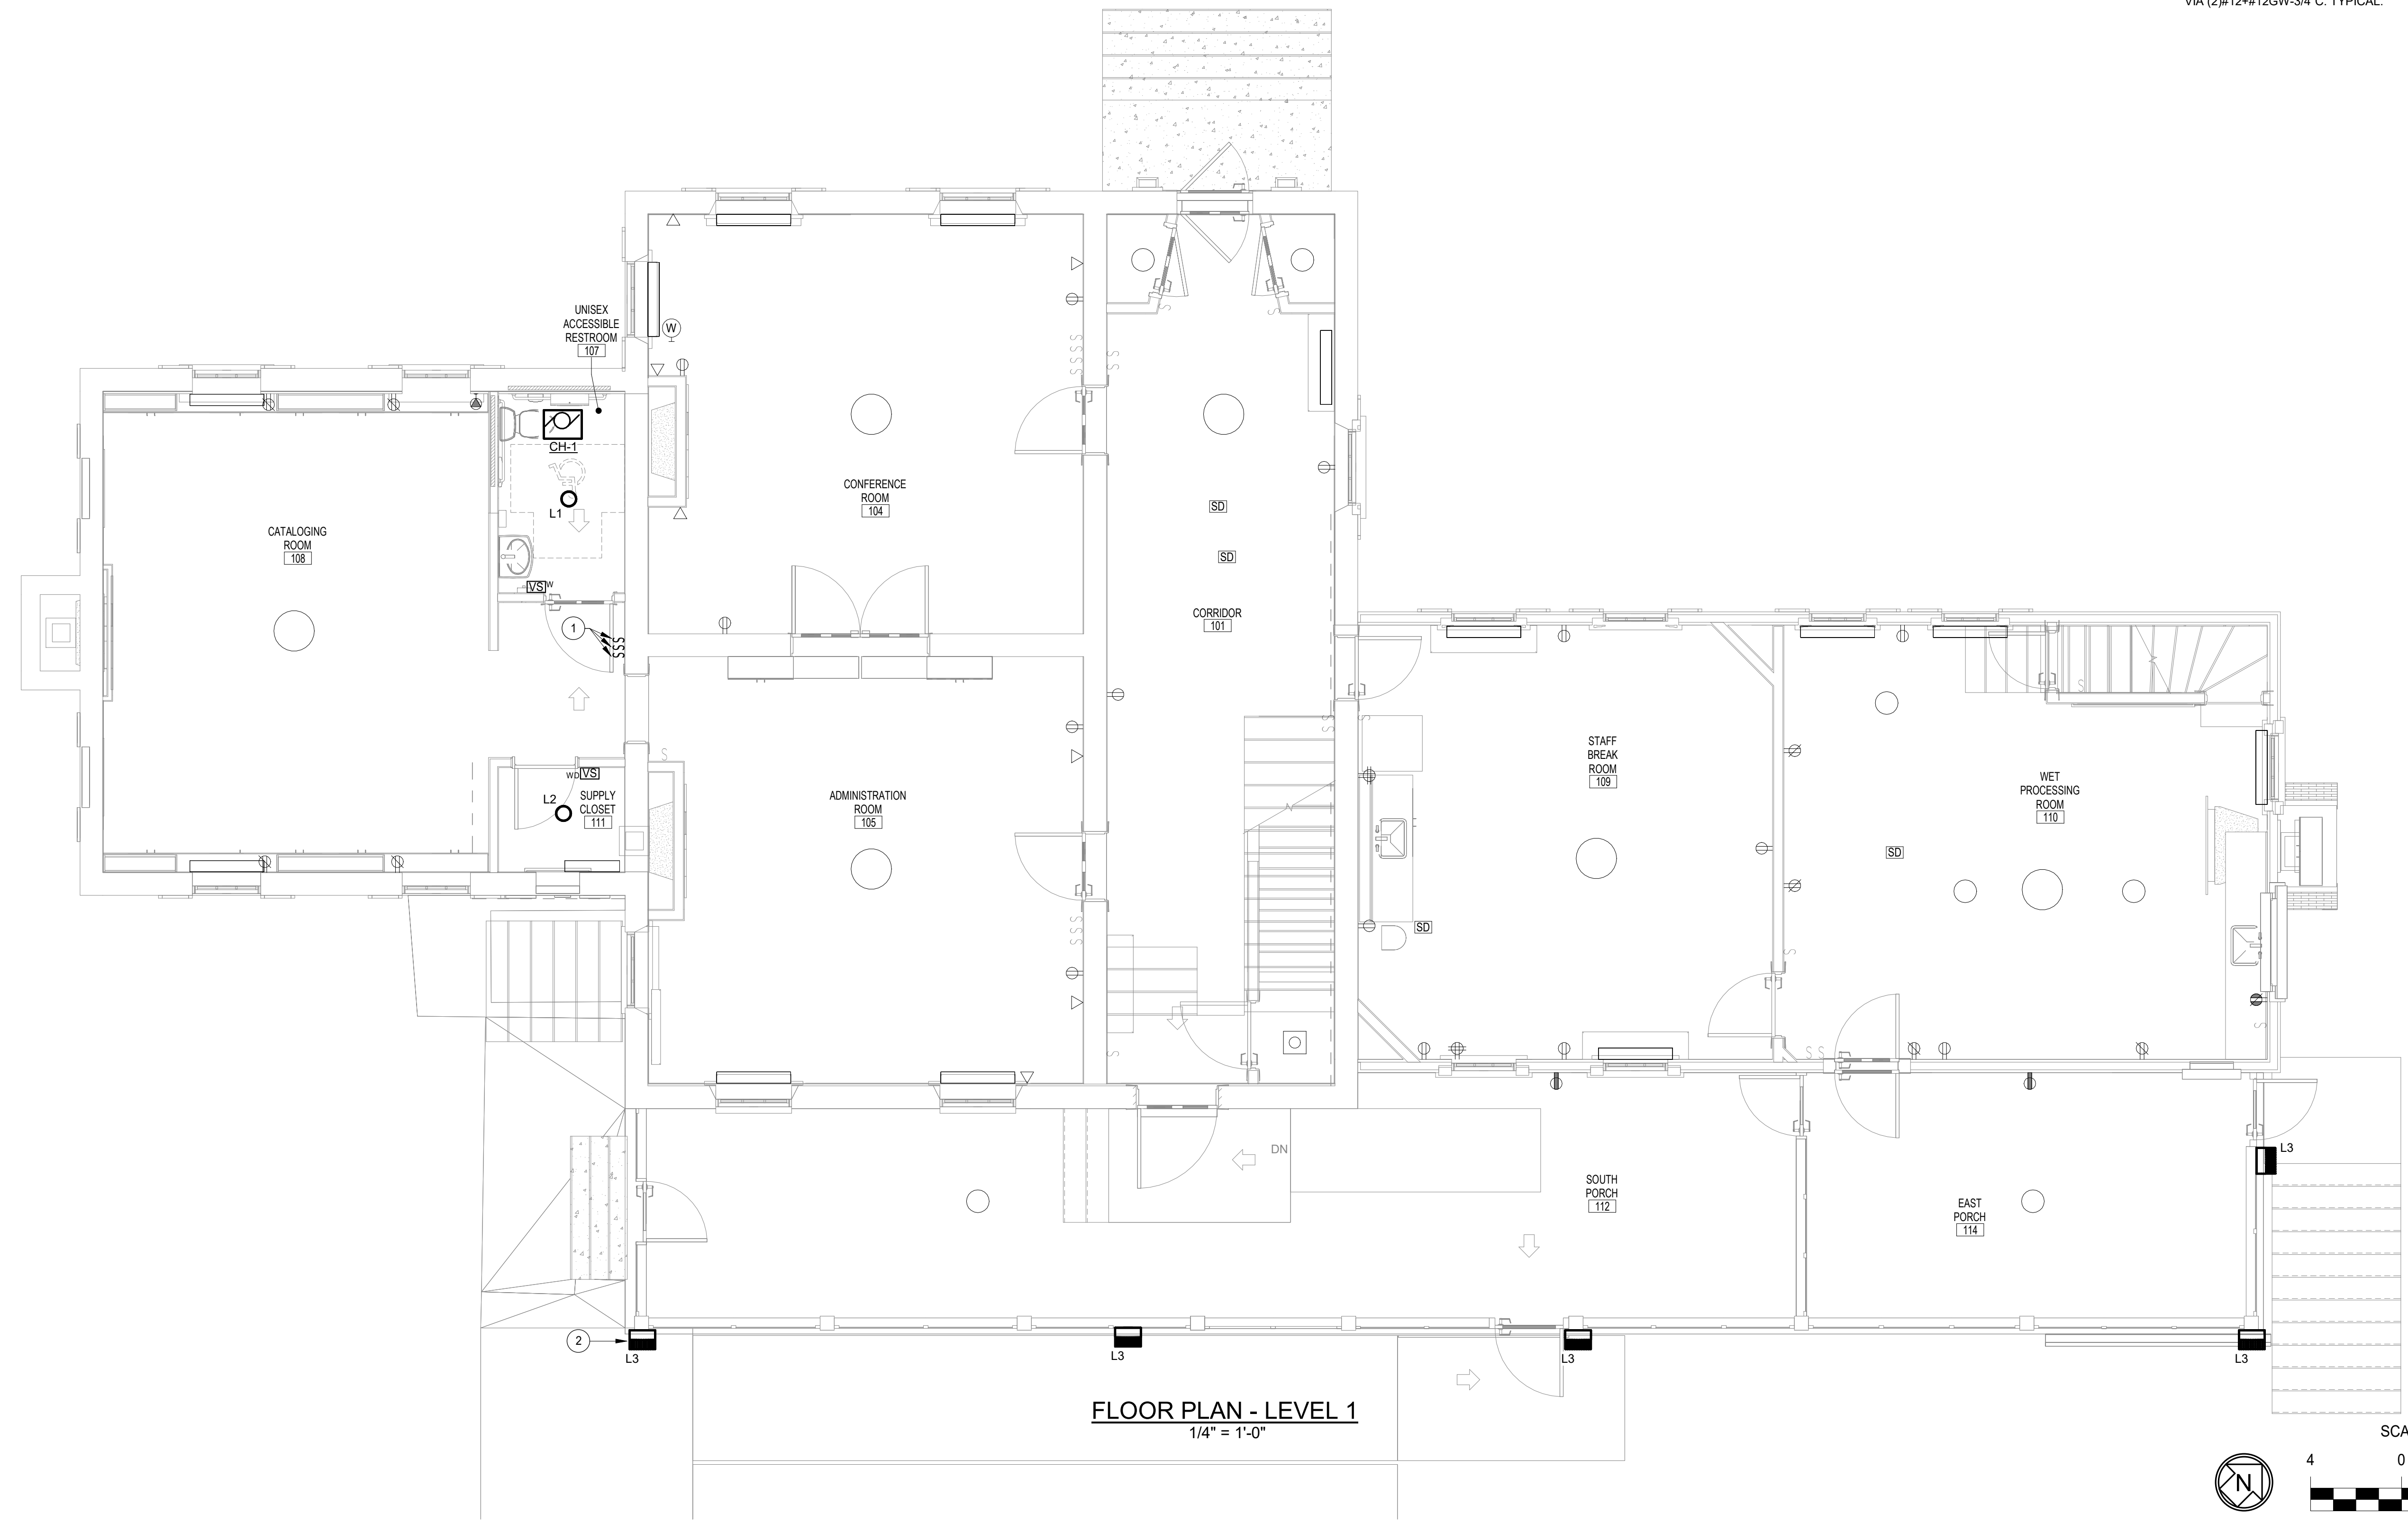 VIA (2)#12+#12GW-3/4"C. TYPICAL.
UNISEX
ACCESSIBLE
RESTROOM
107
W
CH-1
CONFERENCE
ROOM
104
SD
L1
CATALOGING
ROOM
108
SD
VS W
CORRIDOR
101
1
S
S
S
STAFF
BREAK
ROOM
109
WET
PROCESSING
ROOM
110
WD VS
L2
SUPPLY
CLOSET
111
ADMINISTRATION
ROOM
105
SD
SD
DN
L3
SOUTH
PORCH
112
EAST
PORCH
114
2
L3
L3
L3
L3
FLOOR PLAN - LEVEL 1
1/4" = 1'-0"
SCA
4 0
N